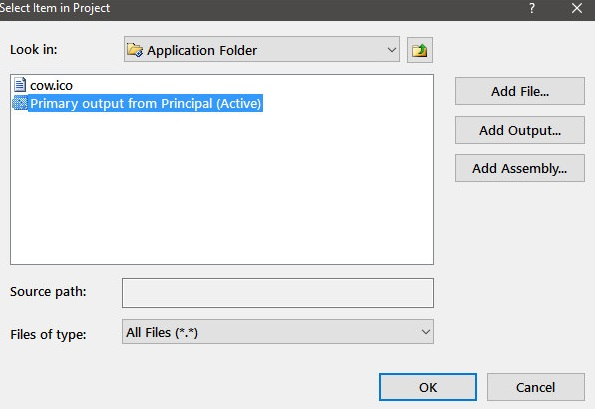 Select Item in Project
?
Look in:
Application Folder
cow.ico
Primary output from Principal (Active)
Add File...
Add Output...
Add Assembly...
Source path:
Files of type:
All Files (*.*)
OK
Cancel